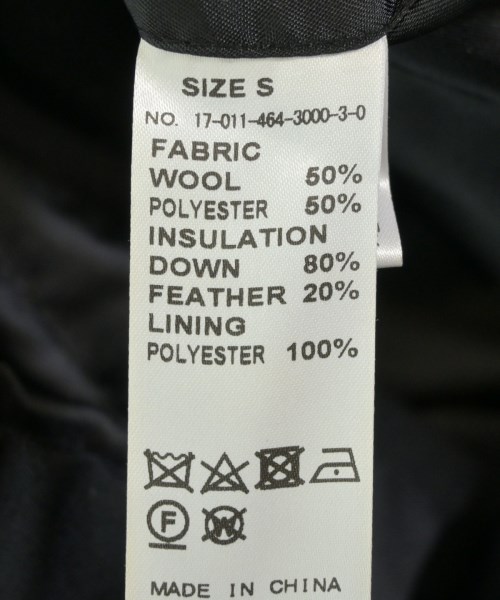 SIZE S
NO. 17-011-464-3000-3-0
FABRIC
WOOL 50%
POLYESTER 50%
INSULATION
DOWN 80%
FEATHER 20%
LINING
POLYESTER 100%
F W
MADE IN CHINA